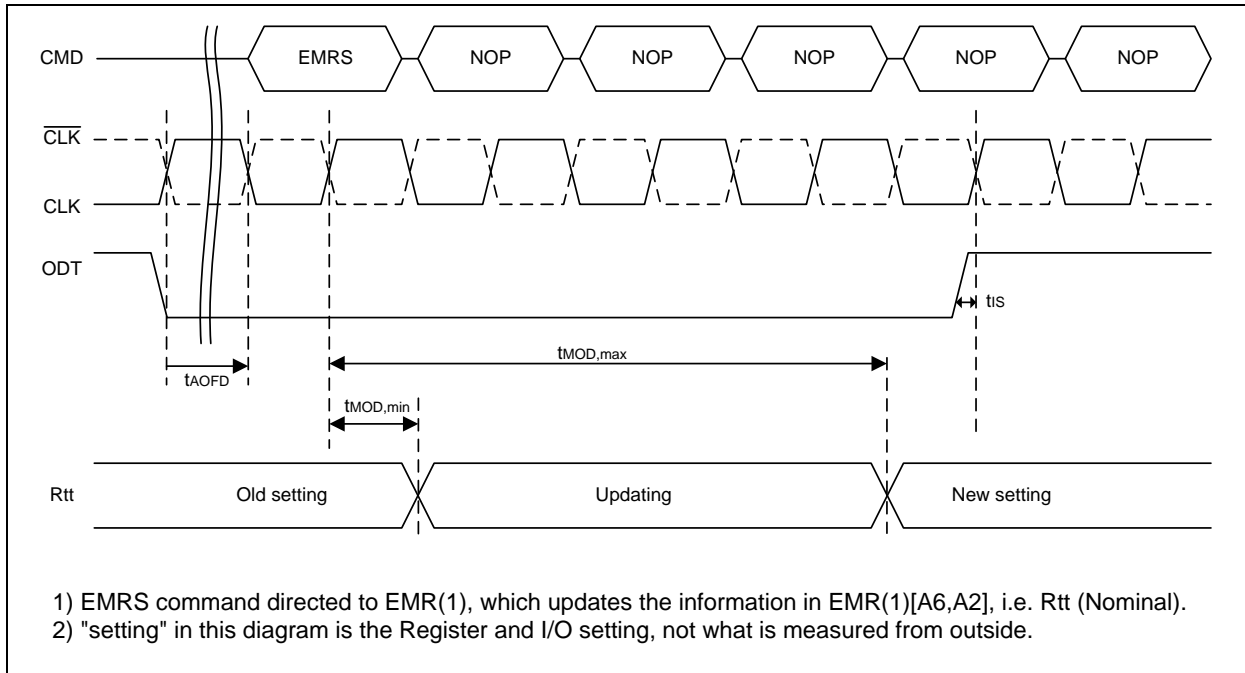 CMD EMRS NOP NOP NOP NOP NOP
CLK
CLK
ODT
tIS
tMOD,max
tAOFD
tMOD,min
Rtt Old setting Updating New setting
1) EMRS command directed to EMR(1), which updates the information in EMR(1)[A6,A2], i.e. Rtt (Nominal).
2) "setting" in this diagram is the Register and I/O setting, not what is measured from outside.